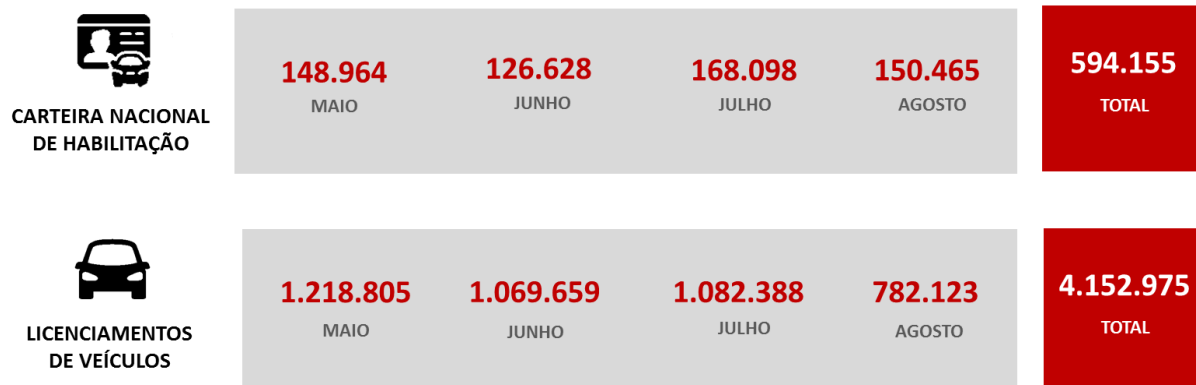 148.964 126.628 168.098 150.465 594.155
MAIO JUNHO JULHO AGOSTO TOTAL
CARTEIRA NACIONAL
DE HABILITAÇÃO
1.218.805 1.069.659 1.082.388 782.123 4.152.975
MAIO JUNHO JULHO AGOSTO TOTAL
LICENCIAMENTOS
DE VEÍCULOS